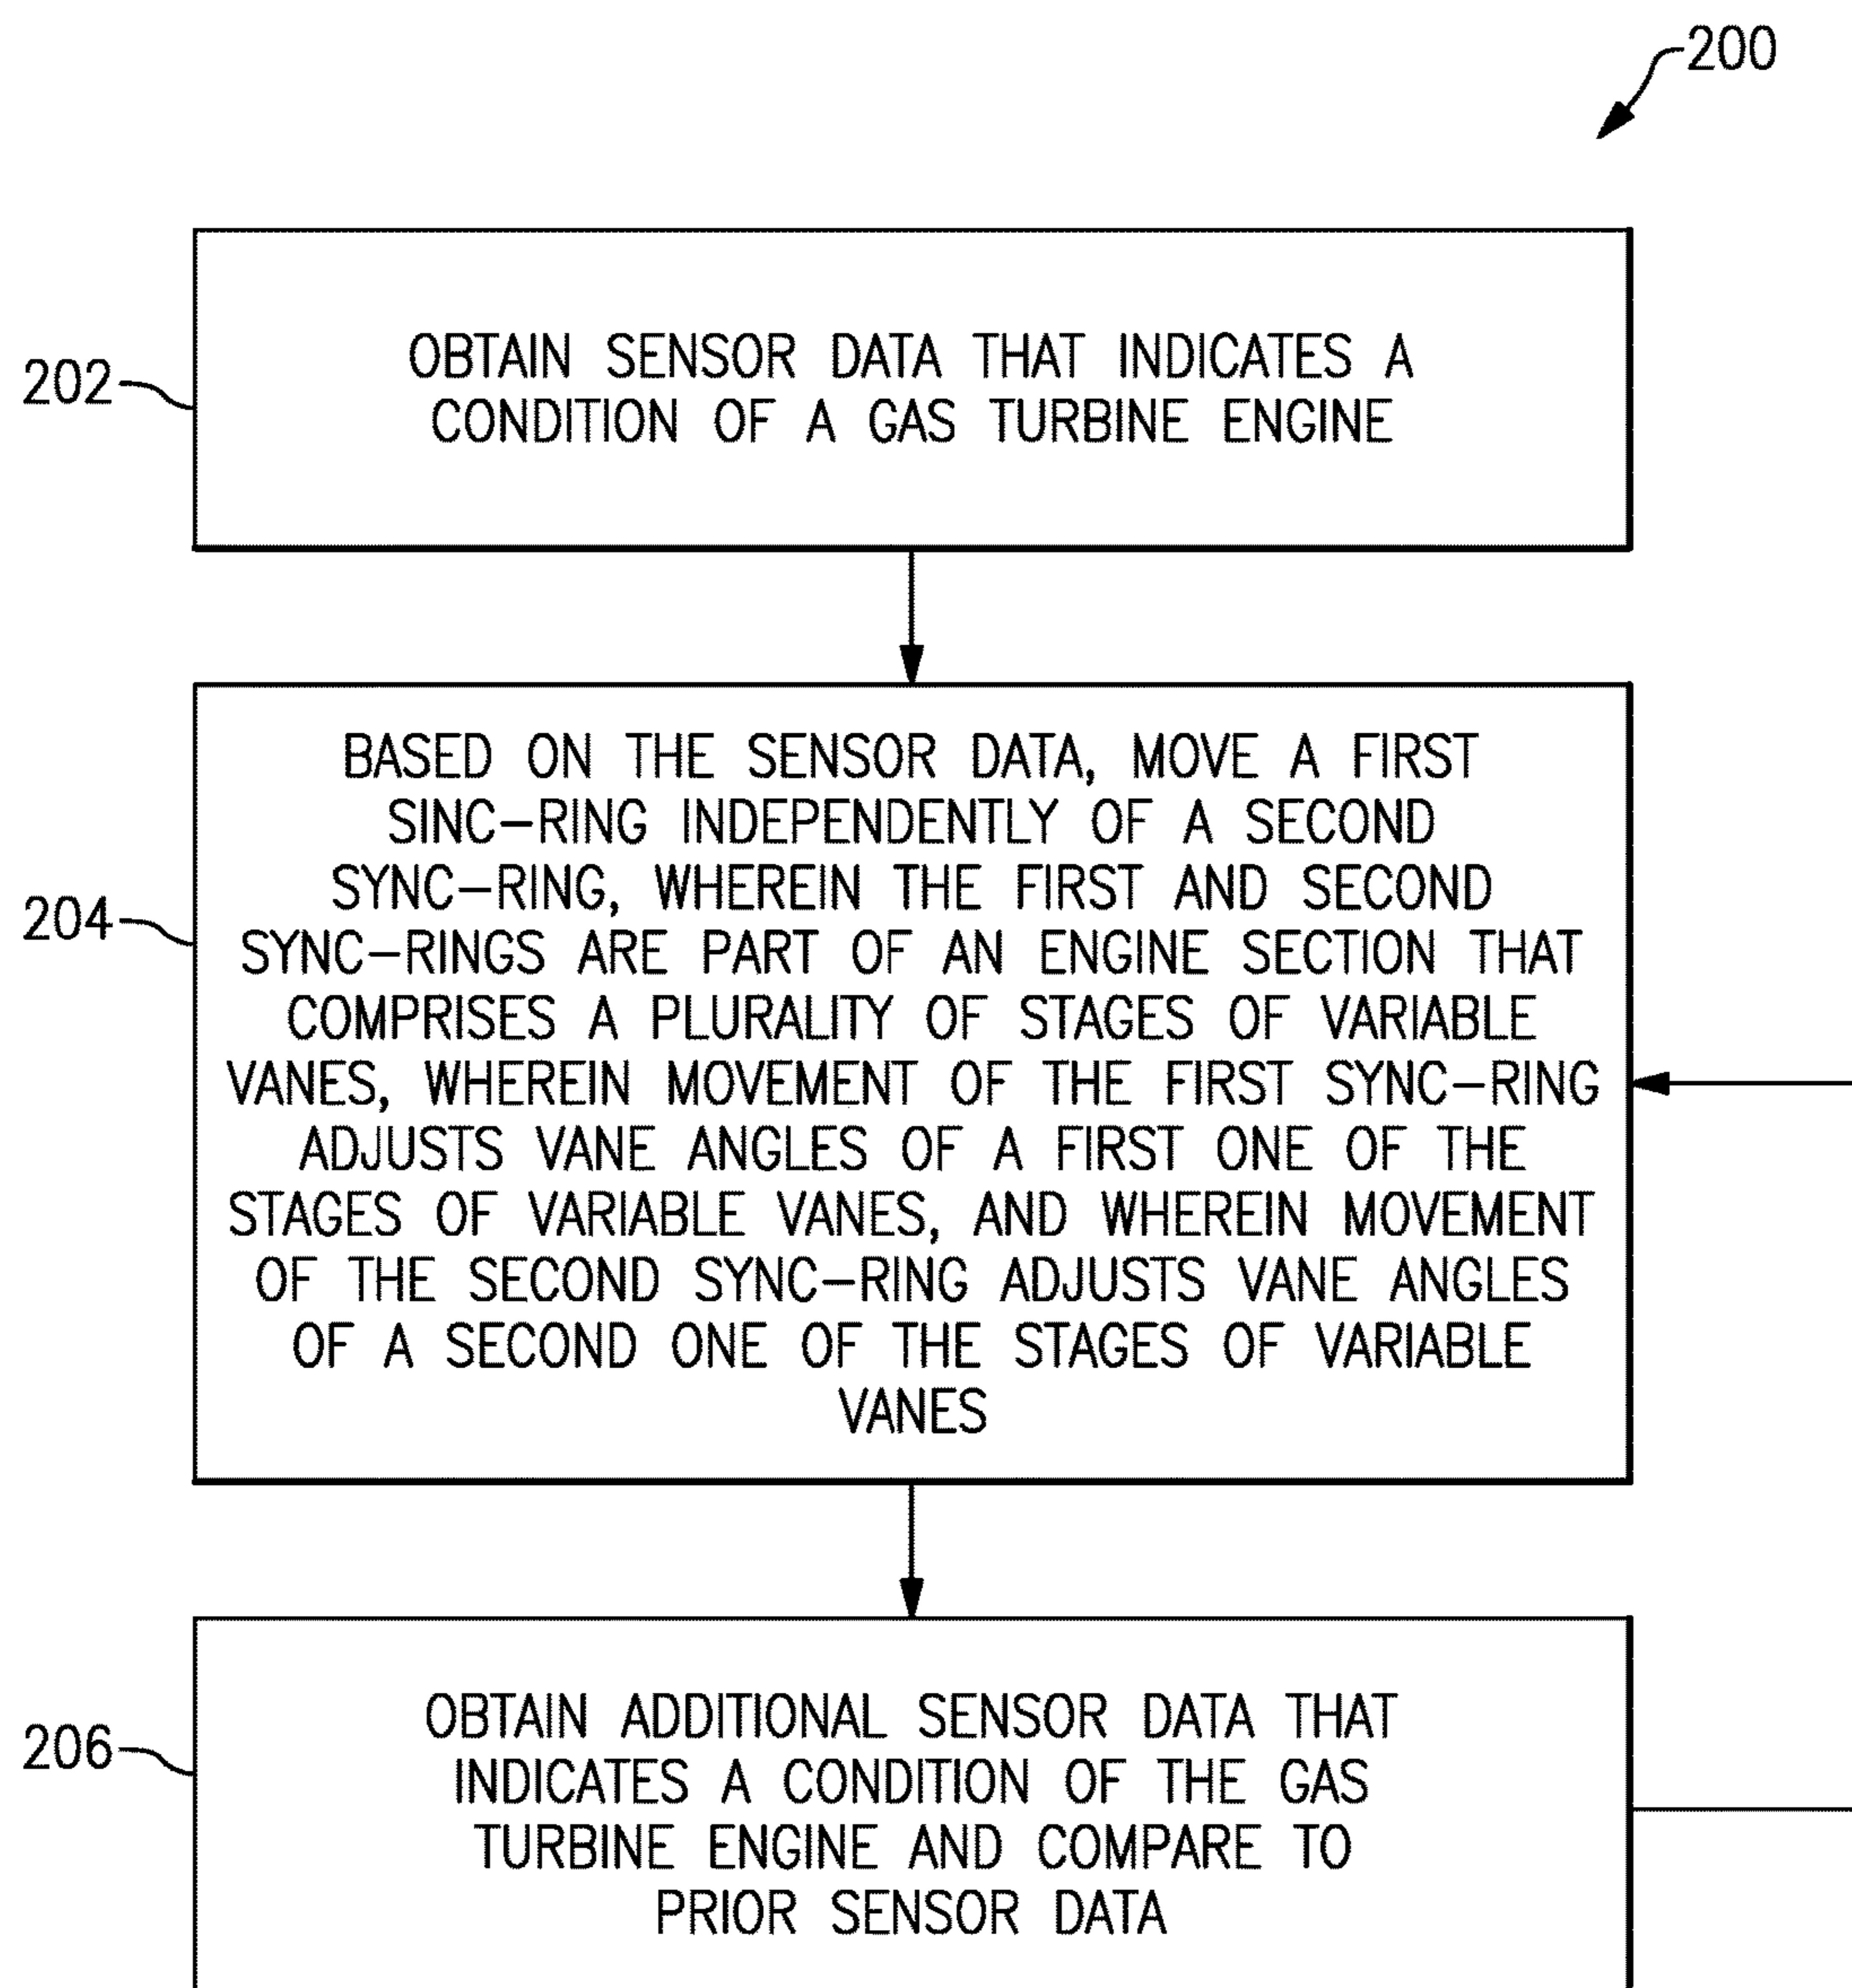 200
202
OBTAIN SENSOR DATA THAT INDICATES A
CONDITION OF A GAS TURBINE ENGINE
204
BASED ON THE SENSOR DATA, MOVE A FIRST
SINC-RING INDEPENDENTLY OF A SECOND
SYNC-RING, WHEREIN THE FIRST AND SECOND
SYNC-RINGS ARE PART OF AN ENGINE SECTION THAT
COMPRISES A PLURALITY OF STAGES OF VARIABLE
VANES, WHEREIN MOVEMENT OF THE FIRST SYNC-RING
ADJUSTS VANE ANGLES OF A FIRST ONE OF THE
STAGES OF VARIABLE VANES, AND WHEREIN MOVEMENT
OF THE SECOND SYNC-RING ADJUSTS VANE ANGLES
OF A SECOND ONE OF THE STAGES OF VARIABLE
VANES
206
OBTAIN ADDITIONAL SENSOR DATA THAT
INDICATES A CONDITION OF THE GAS
TURBINE ENGINE AND COMPARE TO
PRIOR SENSOR DATA